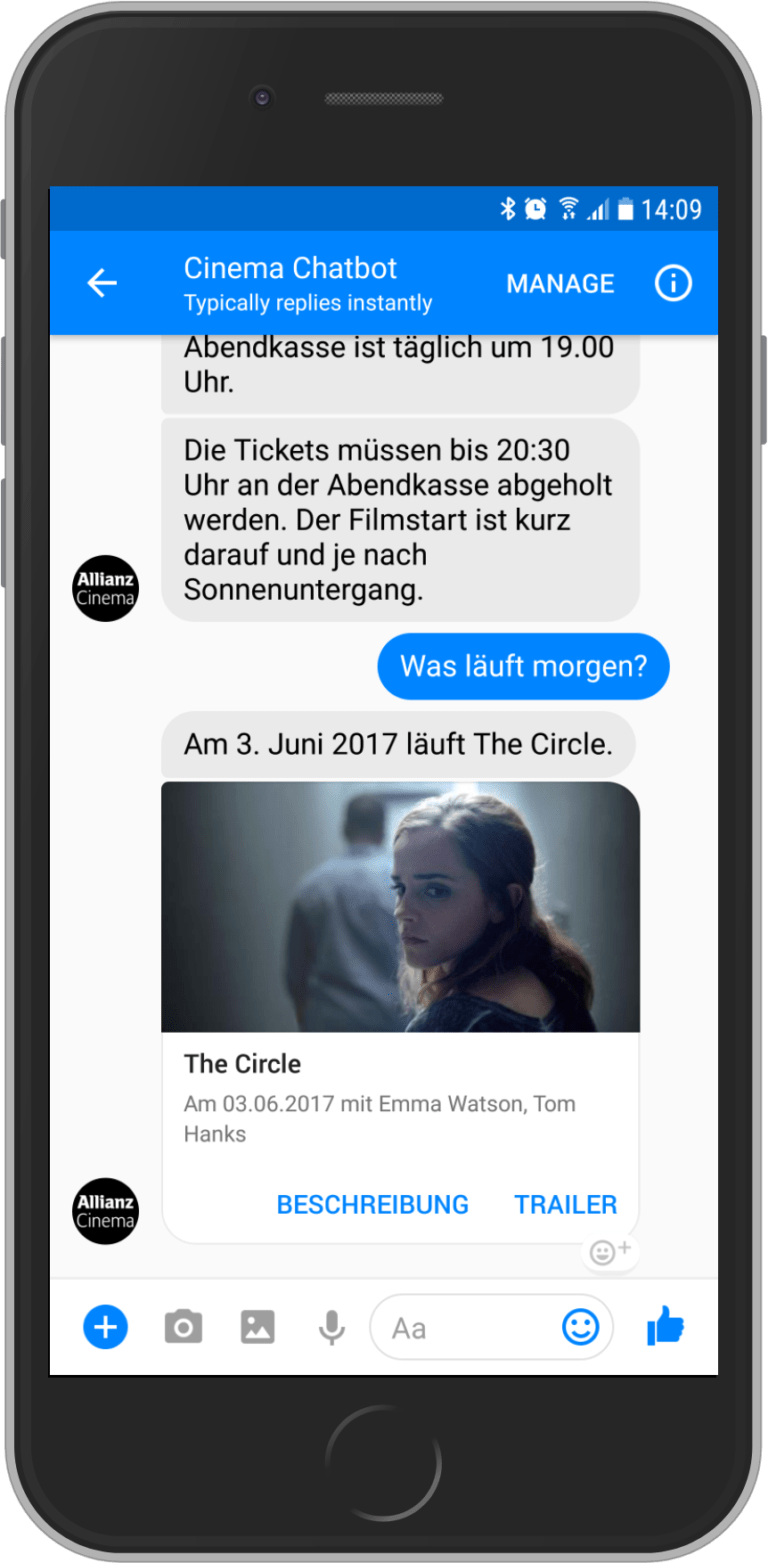 14:09
Cinema Chatbot
Typically replies instantly
MANAGE
Abendkasse ist täglich um 19.00
Uhr.
Die Tickets müssen bis 20:30
Uhr an der Abendkasse abgeholt
werden. Der Filmstart ist kurz
darauf und je nach
Sonnenuntergang.
Allianz
Cinema
Was läuft morgen?
Am 3. Juni 2017 läuft The Circle.
The Circle
Am 03.06.2017 mit Emma Watson, Tom
Hanks
BESCHREIBUNG TRAILER
Allianz
Cinema
Aa